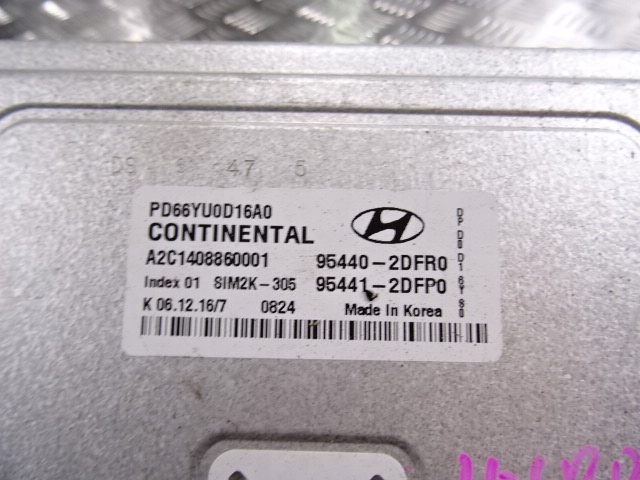 47 5
PD66YU0D16A0
CONTINENTAL
A2C1408860001 95440-2DFR0
Index 01 SIM2K-305 95441-2DFP0
K 06.12.16/7 0824 Made in Korea